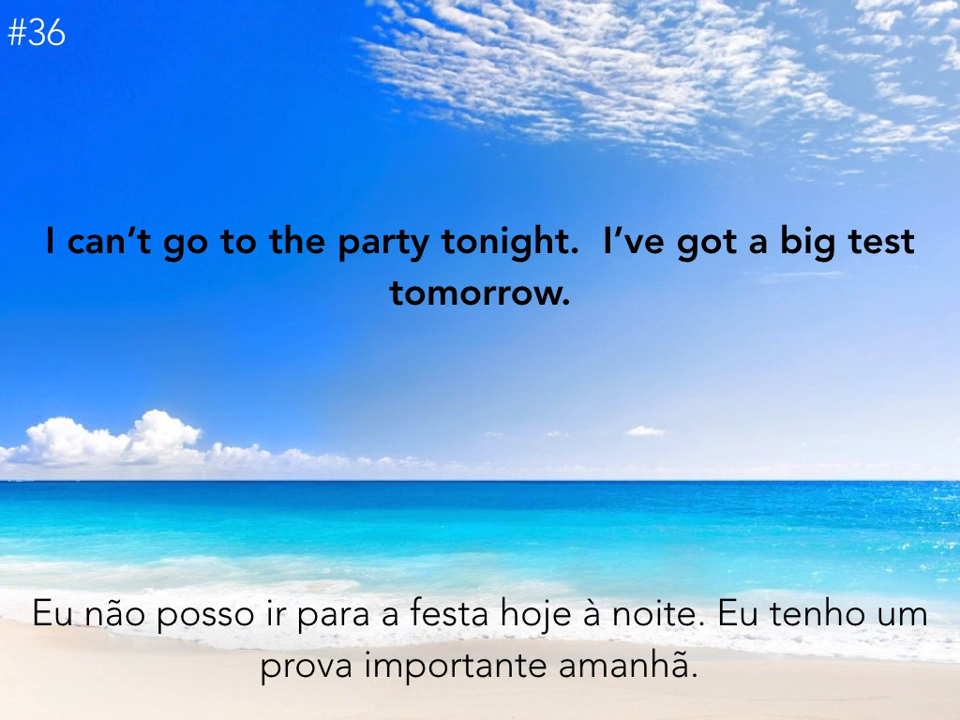 #36
I can’t go to the party tonight.  I’ve got a big test
tomorrow.
Eu não posso ir para a festa hoje à noite. Eu tenho um
prova importante amanhã.